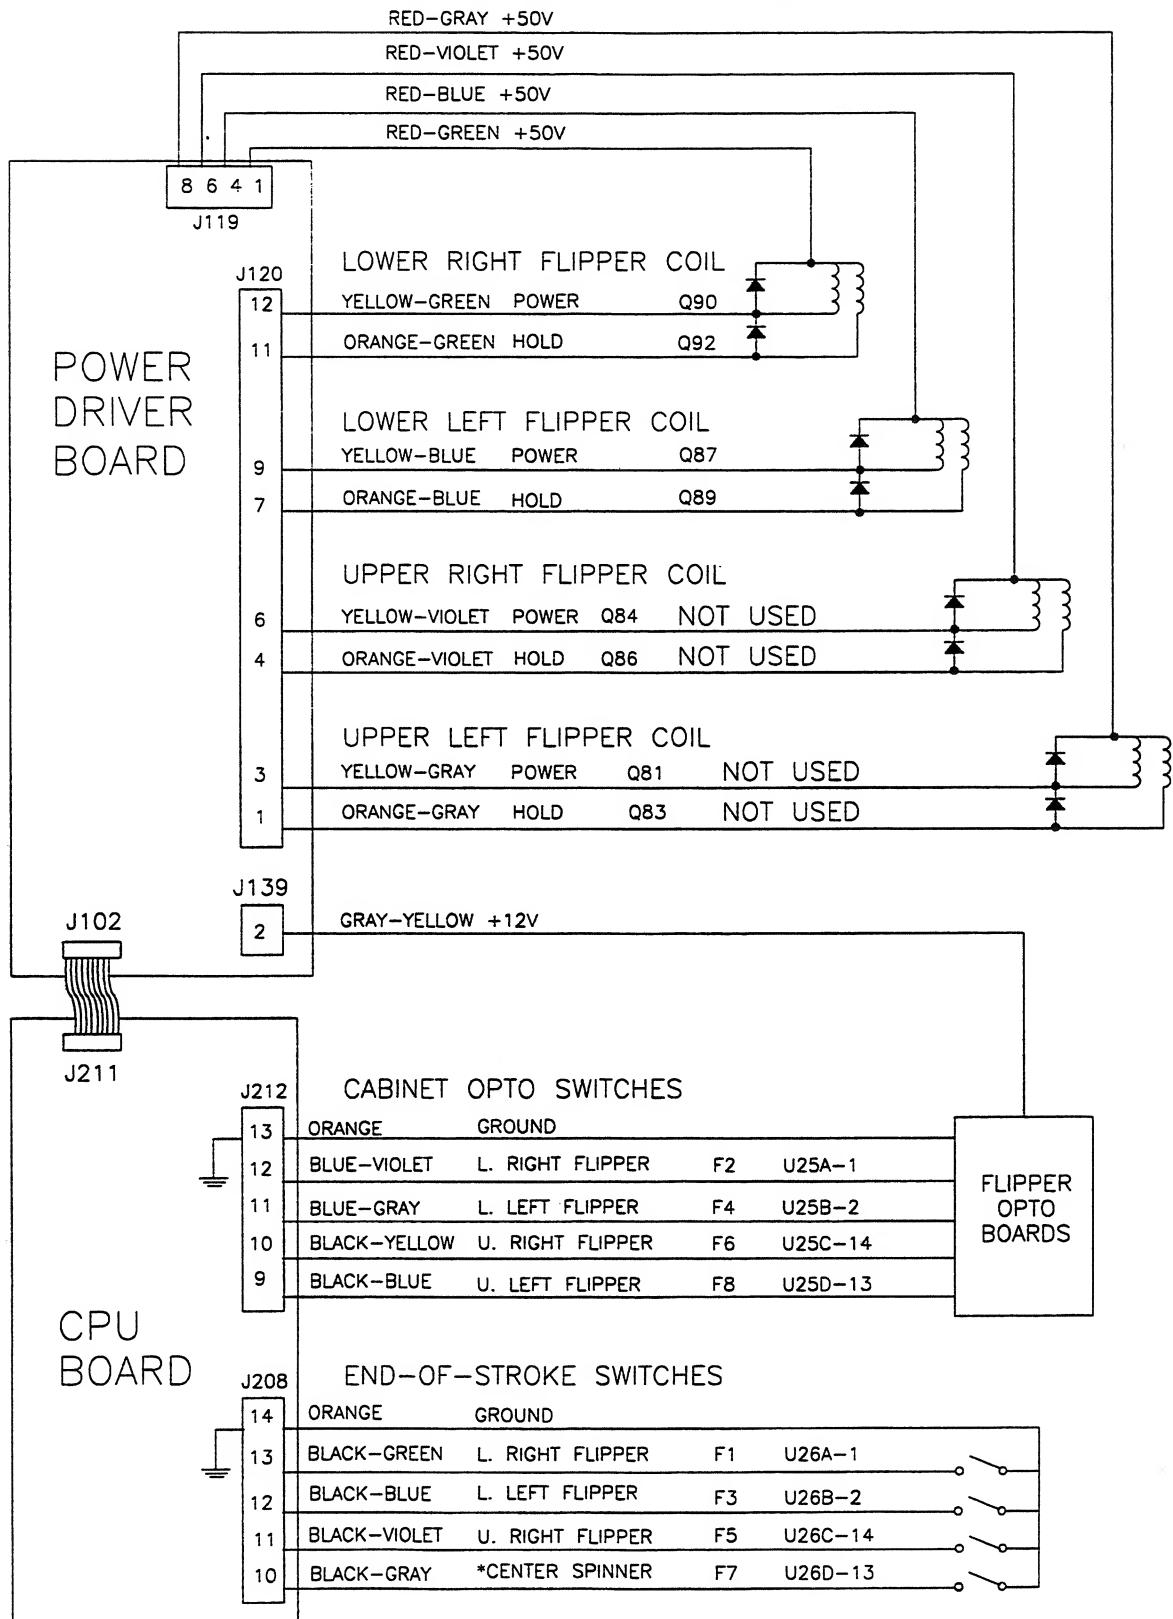 RED-GRAY +50V
RED-VIOLET +50V
RED-BLUE +50V
RED-GREEN +50V
8 6 4 1
J119
J120
LOWER RIGHT FLIPPER COIL
12 YELLOW-GREEN POWER Q90
11 ORANGE-GREEN HOLD Q92
POWER
DRIVER
BOARD
LOWER LEFT FLIPPER COIL
9 YELLOW-BLUE POWER Q87
7 ORANGE-BLUE HOLD Q89
UPPER RIGHT FLIPPER COIL
6 YELLOW-VIOLET POWER Q84 NOT USED
4 ORANGE-VIOLET HOLD Q86 NOT USED
UPPER LEFT FLIPPER COIL
3 YELLOW-GRAY POWER Q81 NOT USED
1 ORANGE-GRAY HOLD Q83 NOT USED
J139
2 GRAY-YELLOW +12V
J102
J211
J212 CABINET OPTO SWITCHES
13 ORANGE GROUND
12 BLUE-VIOLET L. RIGHT FLIPPER F2 U25A-1
11 BLUE-GRAY L. LEFT FLIPPER F4 U25B-2
10 BLACK-YELLOW U. RIGHT FLIPPER F6 U25C-14
9 BLACK-BLUE U. LEFT FLIPPER F8 U25D-13
FLIPPER
OPTO
BOARDS
CPU
BOARD
J208 END-OF-STROKE SWITCHES
14 ORANGE GROUND
13 BLACK-GREEN L. RIGHT FLIPPER F1 U26A-1
12 BLACK-BLUE L. LEFT FLIPPER F3 U26B-2
11 BLACK-VIOLET U. RIGHT FLIPPER F5 U26C-14
10 BLACK-GRAY *CENTER SPINNER F7 U26D-13